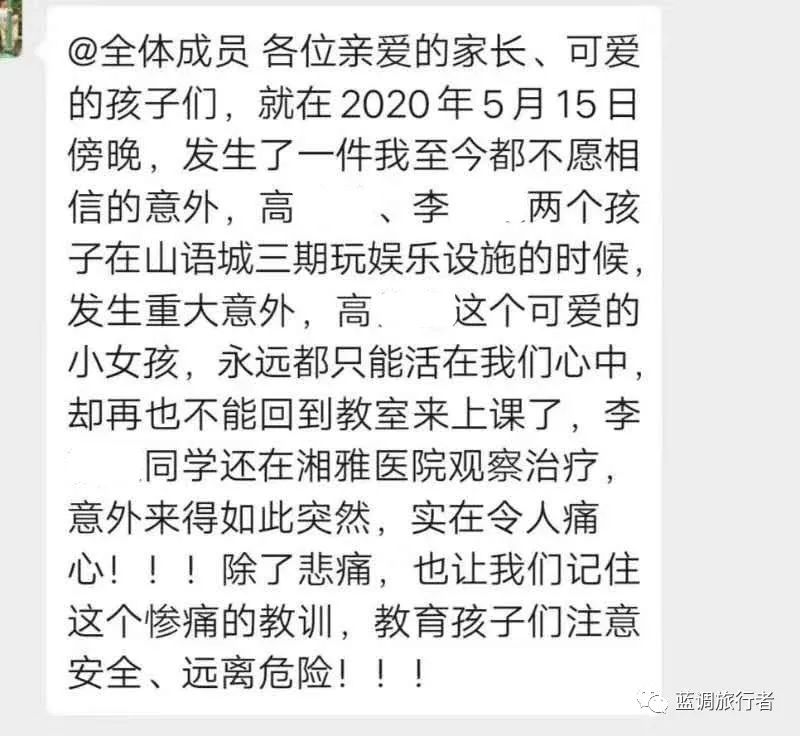 @全体成员 各位亲爱的家长、可爱
的孩子们，就在2020年5月15日
傍晚，发生了一件我至今都不愿相
信的意外，高 、李 两个孩
子在山语城三期玩娱乐设施的时候，
发生重大意外，高 这个可爱的
小女孩，永远都只能活在我们心中，
却再也不能回到教室来上课了，李
同学还在湘雅医院观察治疗，
意外来得如此突然，实在令人痛
心！！！除了悲痛，也让我们记住
这个惨痛的教训，教育孩子们注意
安全、远离危险！！！
蓝调旅行者